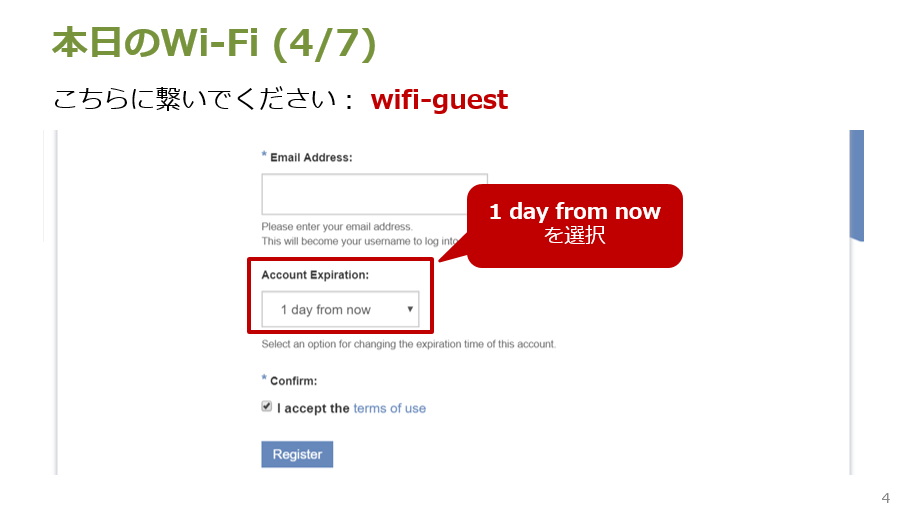 本日のWi-Fi (4/7)
こちらに繋いでください： wifi-guest
* Email Address:
Please enter your email address.
This will become your username to log into
1 day from now
を選択
Account Expiration:
1 day from now
Select an option for changing the expiration time of this account.
* Confirm:
I accept the terms of use
Register
4